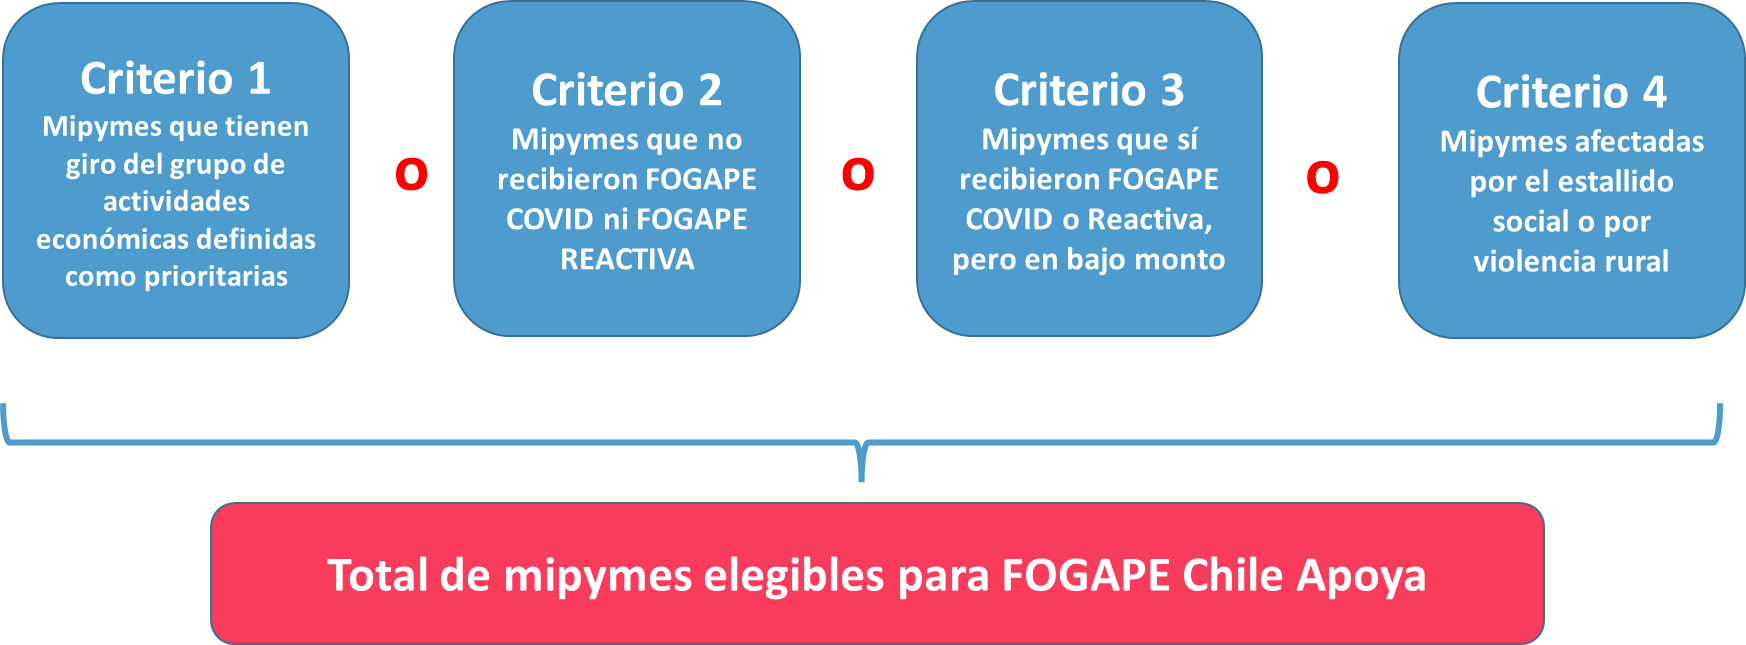 Criterio 1
Mipymes que tienen
giro del grupo de
actividades
económicas definidas
como prioritarias
o
Criterio 2
Mipymes que no
recibieron FOGAPE
COVID ni FOGAPE
REACTIVA
o
Criterio 3
Mipymes que sí
recibieron FOGAPE
COVID o Reactiva,
pero en bajo monto
o
Criterio 4
Mipymes afectadas
por el estallido
social o por
violencia rural
Total de mipymes elegibles para FOGAPE Chile Apoya